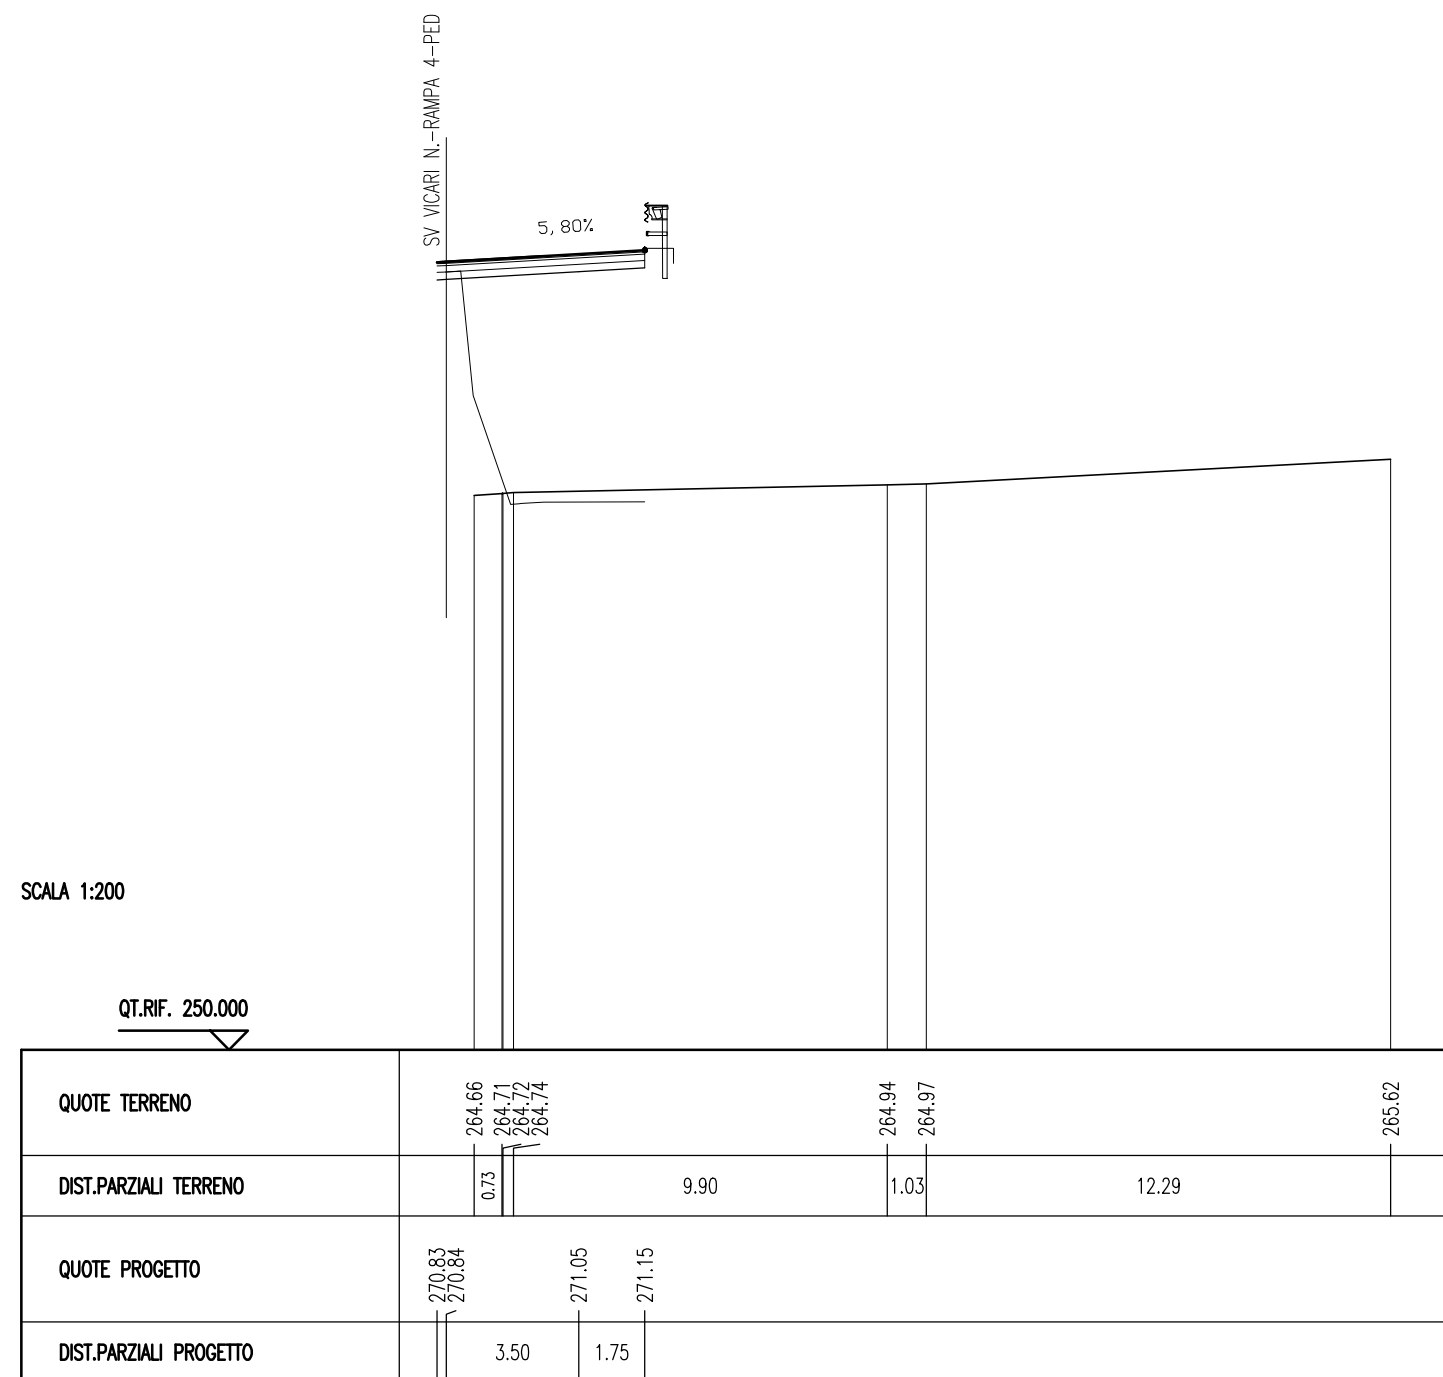 SV VICARI N.-RAMPA 4-PED
5,80%
SCALA 1:200
QT.RIF. 250.000
QUOTE TERRENO 264.66 264.71 264.72 264.74 264.94 264.97 265.62
DIST.PARZIALI TERRENO 0.73 9.90 1.03 12.29
QUOTE PROGETTO 270.83 270.84 271.05 271.15
DIST.PARZIALI PROGETTO 3.50 1.75